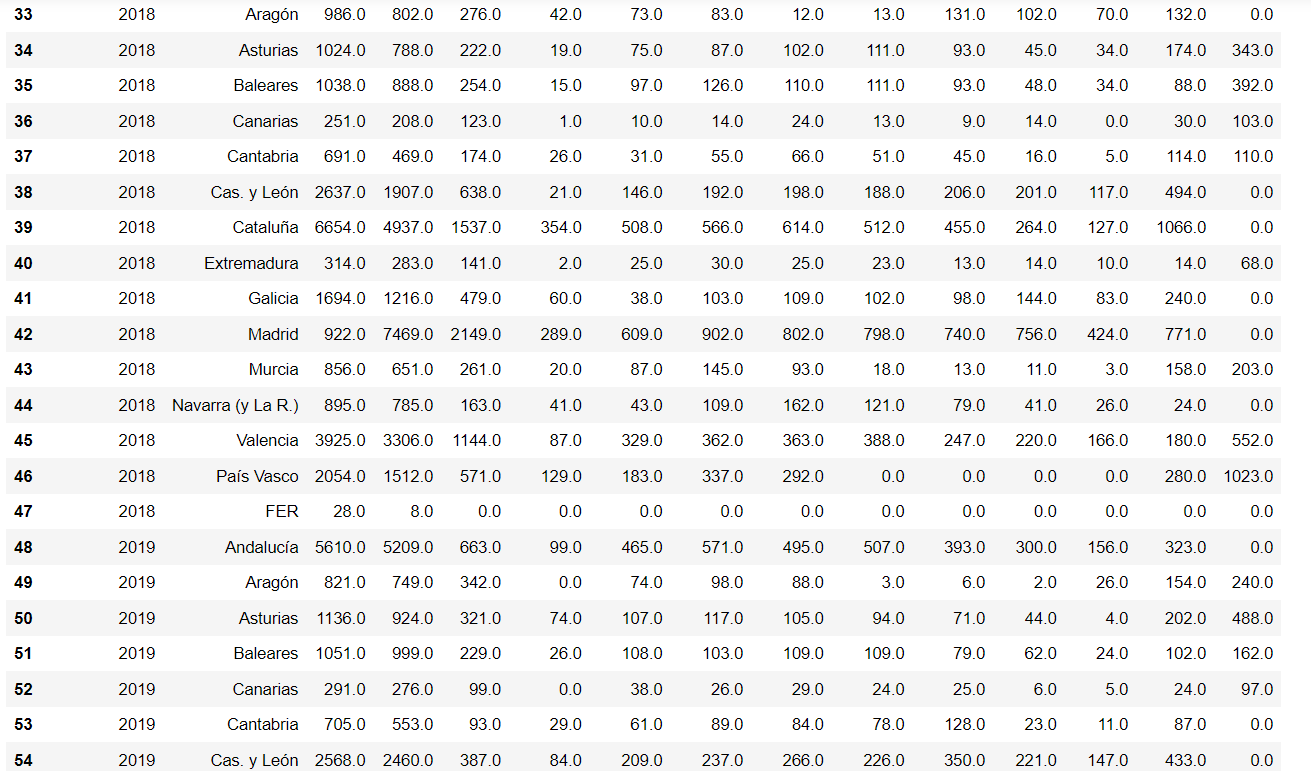 33 2018 Aragón 986.0 802.0 276.0 42.0 73.0 83.0 12.0 13.0 131.0 102.0 70.0 132.0 0.0
34 2018 Asturias 1024.0 788.0 222.0 19.0 75.0 87.0 102.0 111.0 93.0 45.0 34.0 174.0 343.0
35 2018 Baleares 1038.0 888.0 254.0 15.0 97.0 126.0 110.0 111.0 93.0 48.0 34.0 88.0 392.0
36 2018 Canarias 251.0 208.0 123.0 1.0 10.0 14.0 24.0 13.0 9.0 14.0 0.0 30.0 103.0
37 2018 Cantabria 691.0 469.0 174.0 26.0 31.0 55.0 66.0 51.0 45.0 16.0 5.0 114.0 110.0
38 2018 Cas. y León 2637.0 1907.0 638.0 21.0 146.0 192.0 198.0 188.0 206.0 201.0 117.0 494.0 0.0
39 2018 Cataluña 6654.0 4937.0 1537.0 354.0 508.0 566.0 614.0 512.0 455.0 264.0 127.0 1066.0 0.0
40 2018 Extremadura 314.0 283.0 141.0 2.0 25.0 30.0 25.0 23.0 13.0 14.0 10.0 14.0 68.0
41 2018 Galicia 1694.0 1216.0 479.0 60.0 38.0 103.0 109.0 102.0 98.0 144.0 83.0 240.0 0.0
42 2018 Madrid 922.0 7469.0 2149.0 289.0 609.0 902.0 802.0 798.0 740.0 756.0 424.0 771.0 0.0
43 2018 Murcia 856.0 651.0 261.0 20.0 87.0 145.0 93.0 18.0 13.0 11.0 3.0 158.0 203.0
44 2018 Navarra (y La R.) 895.0 785.0 163.0 41.0 43.0 109.0 162.0 121.0 79.0 41.0 26.0 24.0 0.0
45 2018 Valencia 3925.0 3306.0 1144.0 87.0 329.0 362.0 363.0 388.0 247.0 220.0 166.0 180.0 552.0
46 2018 País Vasco 2054.0 1512.0 571.0 129.0 183.0 337.0 292.0 0.0 0.0 0.0 0.0 280.0 1023.0
47 2018 FER 28.0 8.0 0.0 0.0 0.0 0.0 0.0 0.0 0.0 0.0 0.0 0.0 0.0
48 2019 Andalucía 5610.0 5209.0 663.0 99.0 465.0 571.0 495.0 507.0 393.0 300.0 156.0 323.0 0.0
49 2019 Aragón 821.0 749.0 342.0 0.0 74.0 98.0 88.0 3.0 6.0 2.0 26.0 154.0 240.0
50 2019 Asturias 1136.0 924.0 321.0 74.0 107.0 117.0 105.0 94.0 71.0 44.0 4.0 202.0 488.0
51 2019 Baleares 1051.0 999.0 229.0 26.0 108.0 103.0 109.0 109.0 79.0 62.0 24.0 102.0 162.0
52 2019 Canarias 291.0 276.0 99.0 0.0 38.0 26.0 29.0 24.0 25.0 6.0 5.0 24.0 97.0
53 2019 Cantabria 705.0 553.0 93.0 29.0 61.0 89.0 84.0 78.0 128.0 23.0 11.0 87.0 0.0
54 2019 Cas. y León 2568.0 2460.0 387.0 84.0 209.0 237.0 266.0 226.0 350.0 221.0 147.0 433.0 0.0